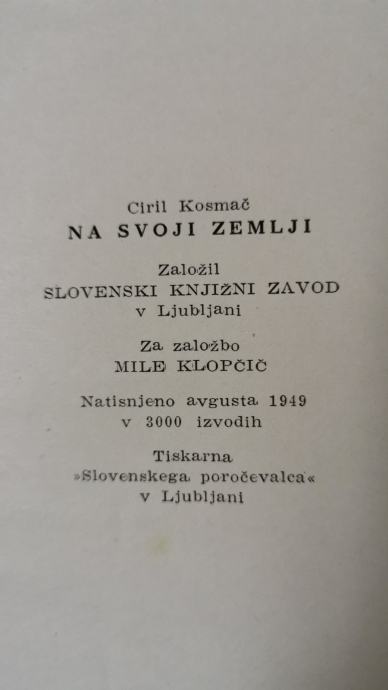 Ciril Kosmač
NA SVOJI ZEMLJI
Založil
SLOVENSKI KNJIŽNI ZAVOD
v Ljubljani
Za založbo
MILE KLOPČIČ
Natisnjeno avgusta 1949
v 3000 izvodih
Tiskarna
»Slovenskega poročevalca«
v Ljubljani